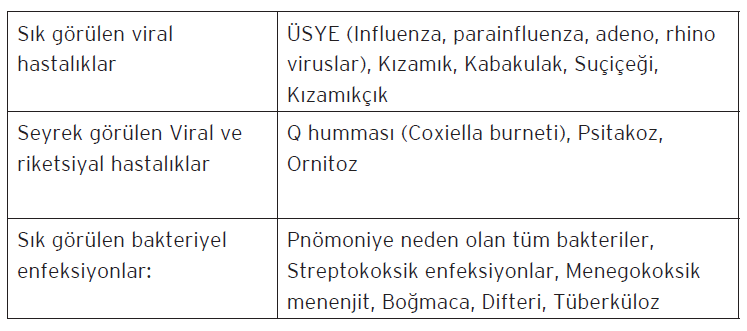 Sık görülen viral
hastalıklar
ÜSYE (Influenza, parainfluenza, adeno, rhino
viruslar), Kızamık, Kabakulak, Suçiçeği,
Kızamıkçık
Seyrek görülen Viral ve
riketsiyal hastalıklar
Q humması (Coxiella burneti), Psitakoz,
Ornitoz
Sık görülen bakteriyel
enfeksiyonlar:
Pnömoniye neden olan tüm bakteriler,
Streptokoksik enfeksiyonlar, Menegokoksik
menenjit, Boğmaca, Difteri, Tüberküloz